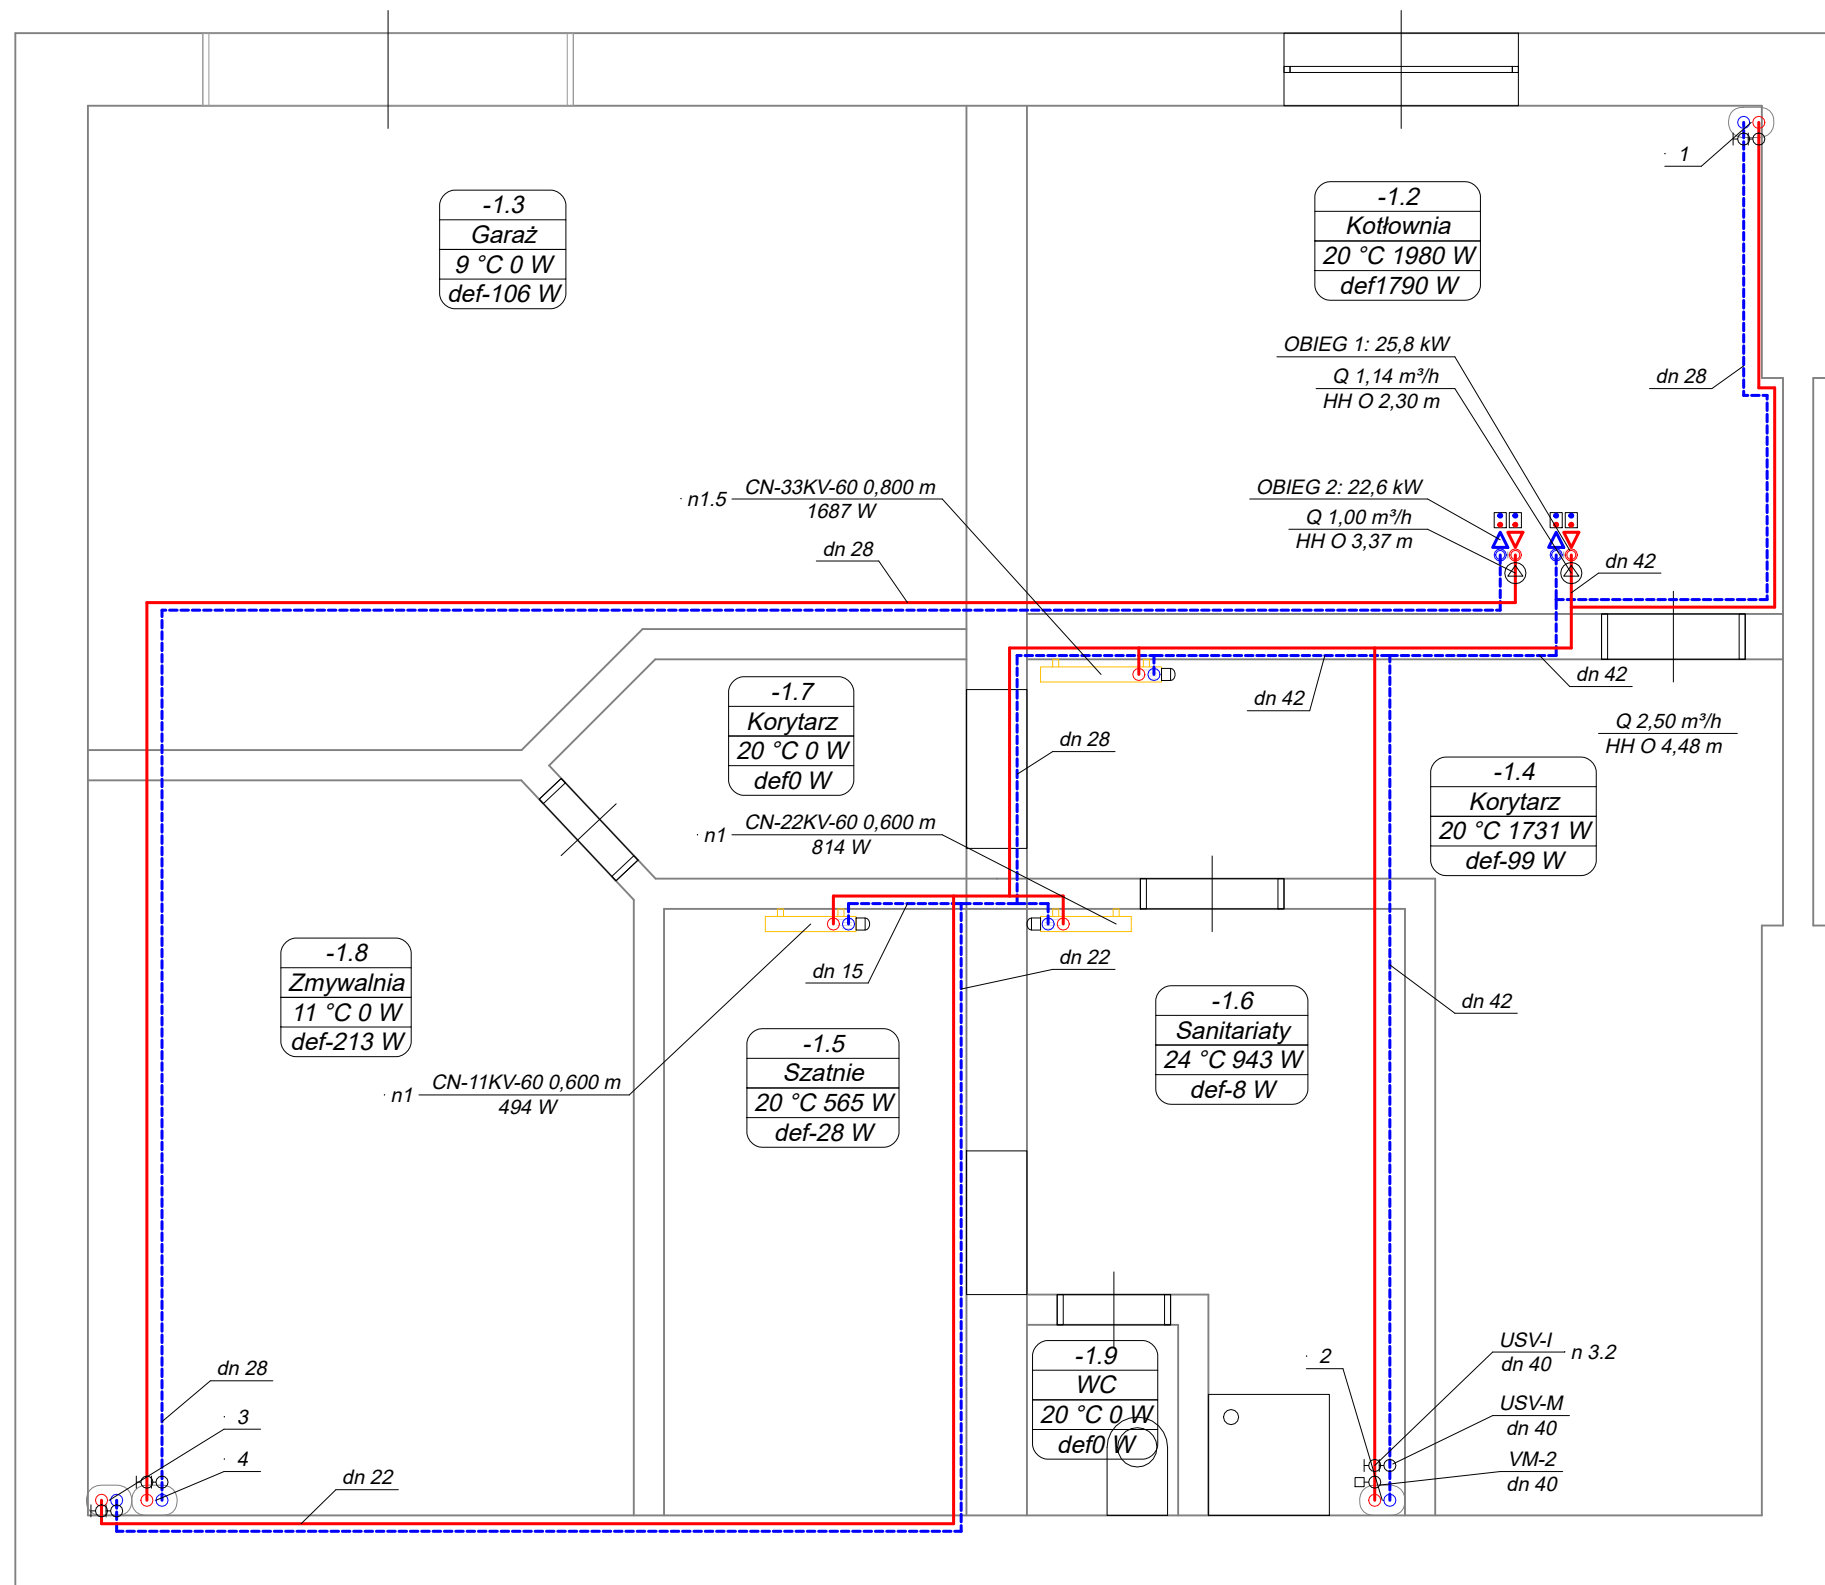 1
-1.3
Garaż
9 °C 0 W
def-106 W
-1.2
Kotłownia
20 °C 1980 W
def1790 W
OBIEG 1: 25,8 kW
Q 1,14 m³/h
HH O 2,30 m
dn 28
n1.5
CN-33KV-60 0,800 m
1687 W
dn 28
OBIEG 2: 22,6 kW
Q 1,00 m³/h
HH O 3,37 m
dn 42
-1.7
Korytarz
20 °C 0 W
def0 W
dn 42
dn 42
dn 28
Q 2,50 m³/h
HH O 4,48 m
-1.4
Korytarz
20 °C 1731 W
def-99 W
n1
CN-22KV-60 0,600 m
814 W
-1.8
Zmywalnia
11 °C 0 W
def-213 W
dn 15
dn 22
-1.6
Sanitariaty
24 °C 943 W
def-8 W
dn 42
-1.5
Szatnie
20 °C 565 W
def-28 W
n1
CN-11KV-60 0,600 m
494 W
-1.9
WC
20 °C 0 W
def0 W
2
USV-I
dn 40
n 3.2
USV-M
dn 40
VM-2
dn 40
dn 28
3
4
dn 22